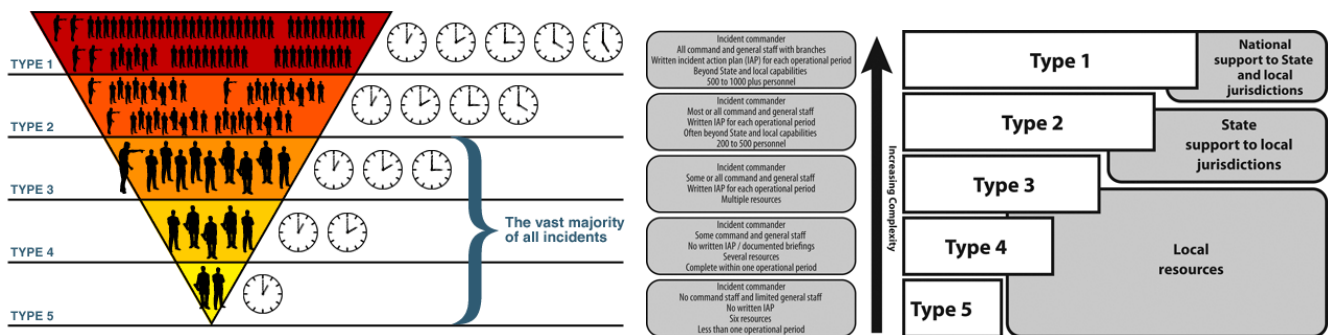 TYPE 1
TYPE 2
TYPE 3
TYPE 4
TYPE 5
The vast majority
of all incidents
Incident commander
All command and general staff with branches
Written incident action plan (IAP) for each operational period
Beyond State and local capabilities
500 to 1000 plus personnel
Incident commander
Most or all command and general staff
Written IAP for each operational period
Often beyond State and local capabilities
200 to 500 personnel
Incident commander
Some or all command and general staff
Written IAP for each operational period
Multiple resources
Incident commander
Some command and general staff
No written IAP / documented briefings
Several resources
Complete within one operational period
Incident commander
No command staff and limited general staff
No written IAP
Six resources
Less than one operational period
Increasing Complexity
Type 1
National
support to State
and local
jurisdictions
Type 2
State
support to local
jurisdictions
Type 3
Type 4
Local
resources
Type 5